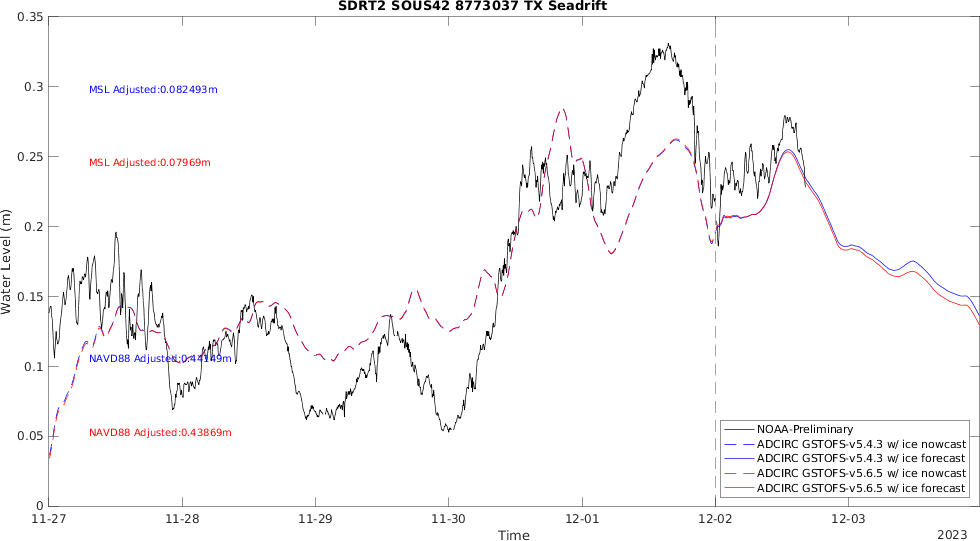 SDRT2 SOUS42 8773037 TX Seadrift
Water Level (m)
0.35
0.3
0.25
0.2
0.15
0.1
0.05
0
MSL Adjusted:0.082493m
MSL Adjusted:0.07969m
NAVD88 Adjusted:0.44149m
NAVD88 Adjusted:0.43869m
NOAA-Preliminary
ADCIRC GSTOFS-v5.4.3 w/ ice nowcast
ADCIRC GSTOFS-v5.4.3 w/ ice forecast
ADCIRC GSTOFS-v5.6.5 w/ ice nowcast
ADCIRC GSTOFS-v5.6.5 w/ ice forecast
11-27 11-28 11-29 11-30 12-01 12-02 12-03
Time
2023